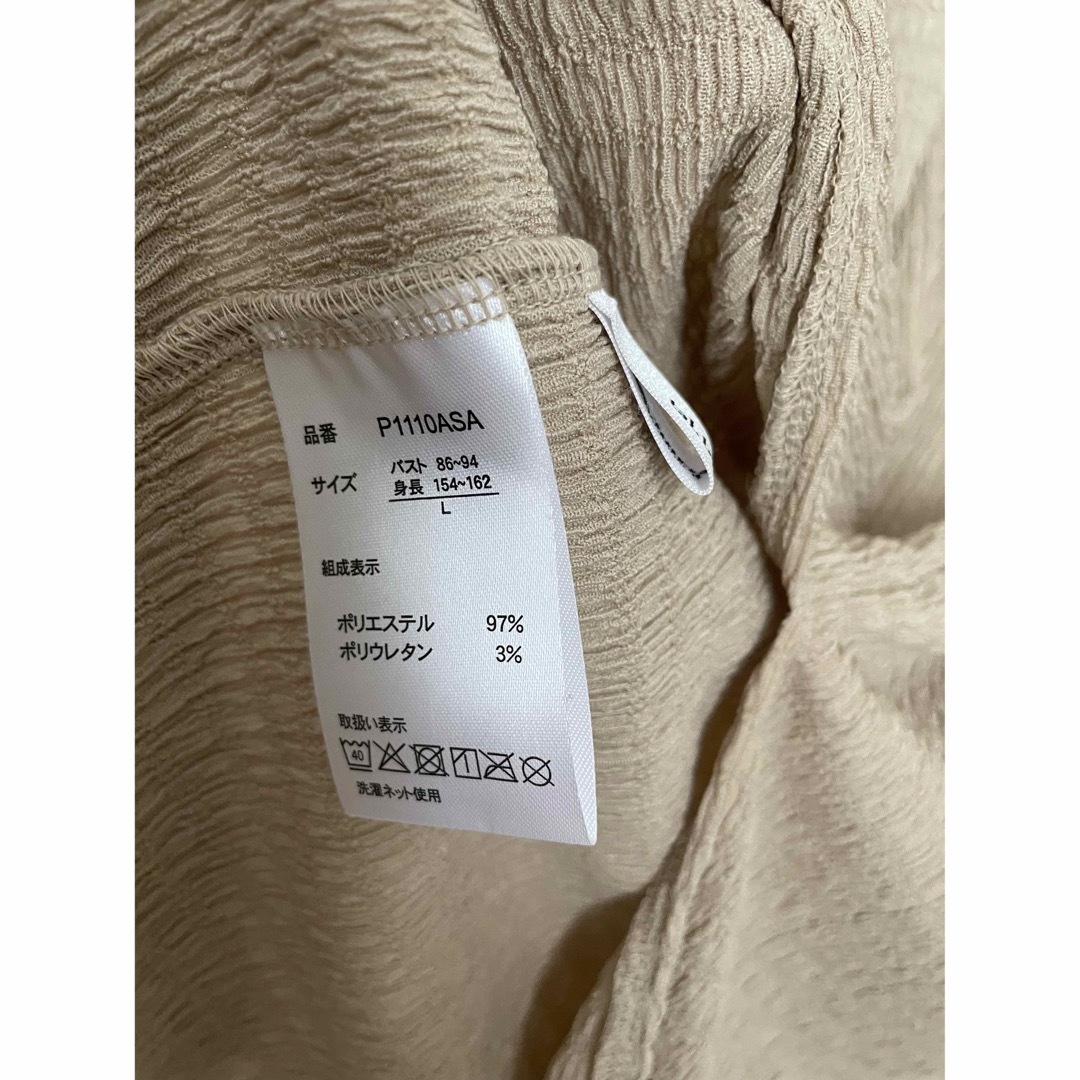 品番 P1110ASA
サイズ バスト 86~94
身長 154~162
L
組成表示
ポリエステル 97%
ポリウレタン 3%
取扱い表示
40
洗濯ネット使用